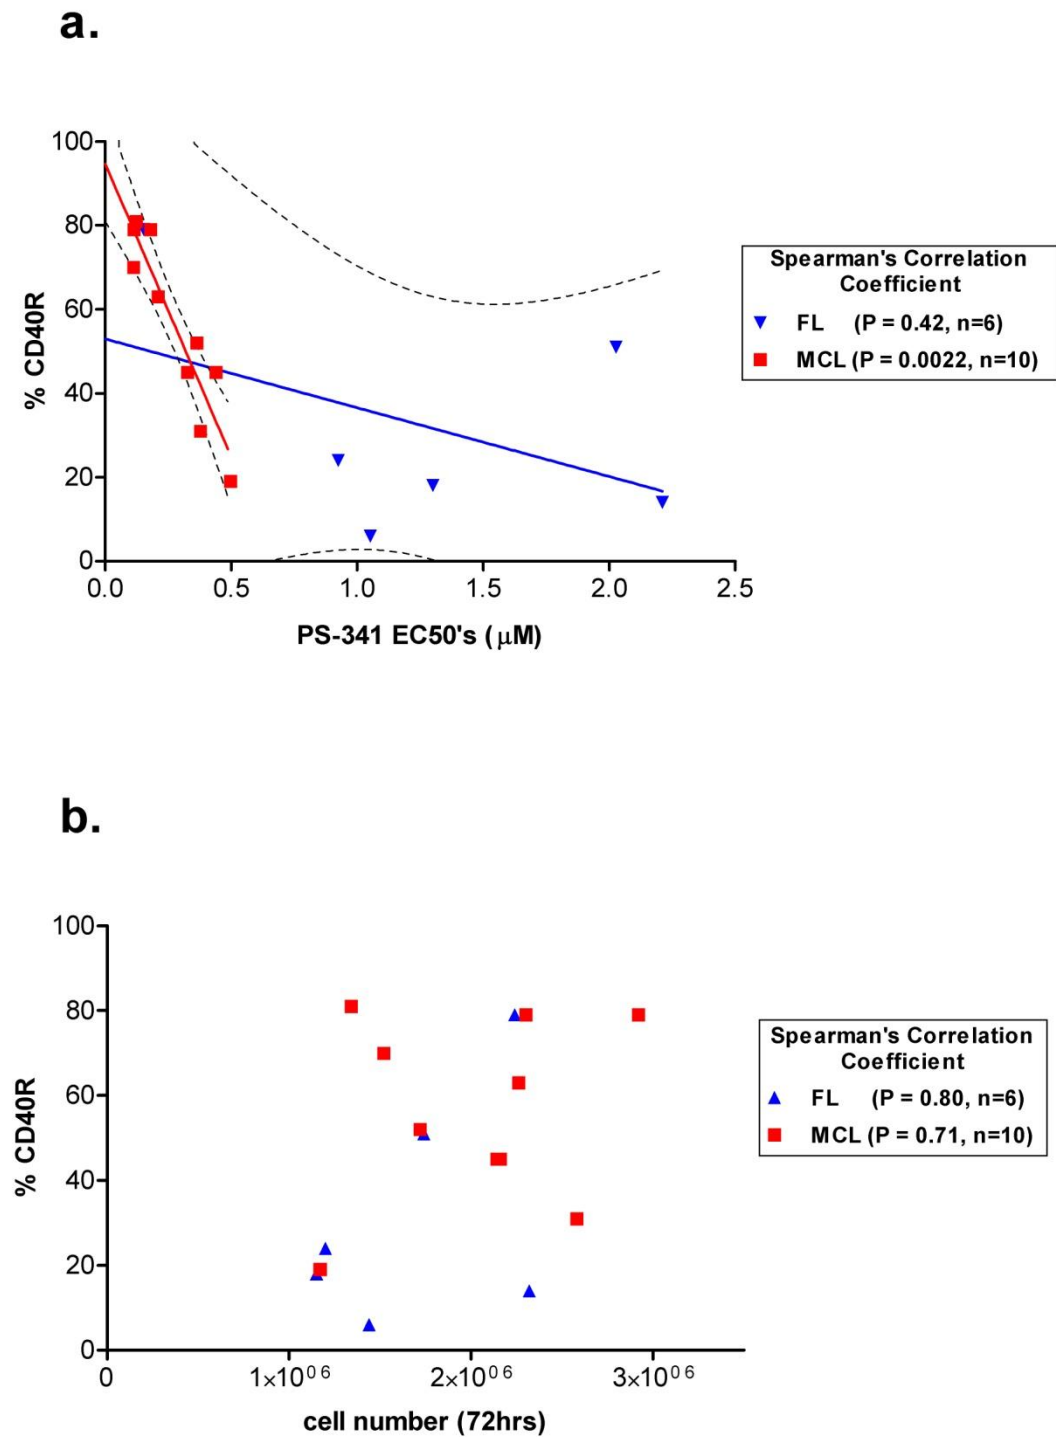 a.
100
80
60
40
20
0
% CD40R
0.0 0.5 1.0 1.5 2.0 2.5
PS-341 EC50's (μM)
Spearman's Correlation
Coefficient
FL (P = 0.42, n=6)
MCL (P = 0.0022, n=10)
b.
100
80
60
40
20
0
% CD40R
0 1×10⁰⁶ 2×10⁰⁶ 3×10⁰⁶
cell number (72hrs)
Spearman's Correlation
Coefficient
FL (P = 0.80, n=6)
MCL (P = 0.71, n=10)